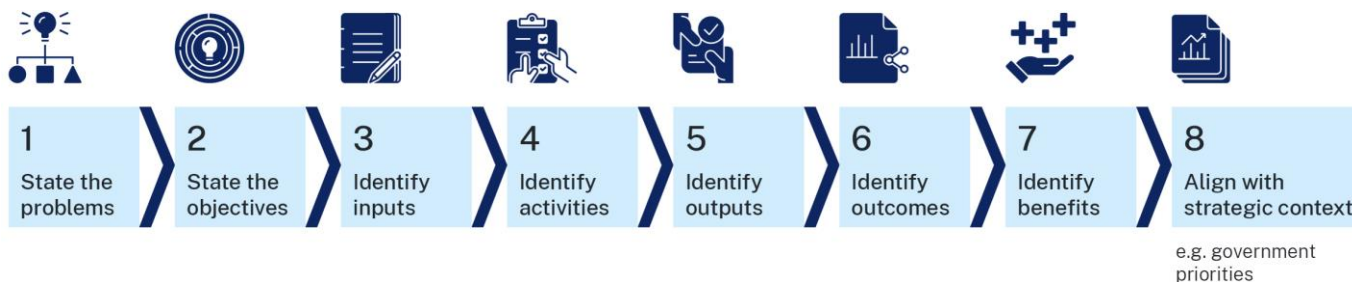 1
State the
problems
2
State the
objectives
3
Identify
inputs
4
Identify
activities
5
Identify
outputs
6
Identify
outcomes
7
Identify
benefits
8
Align with
strategic context
e.g. government
priorities